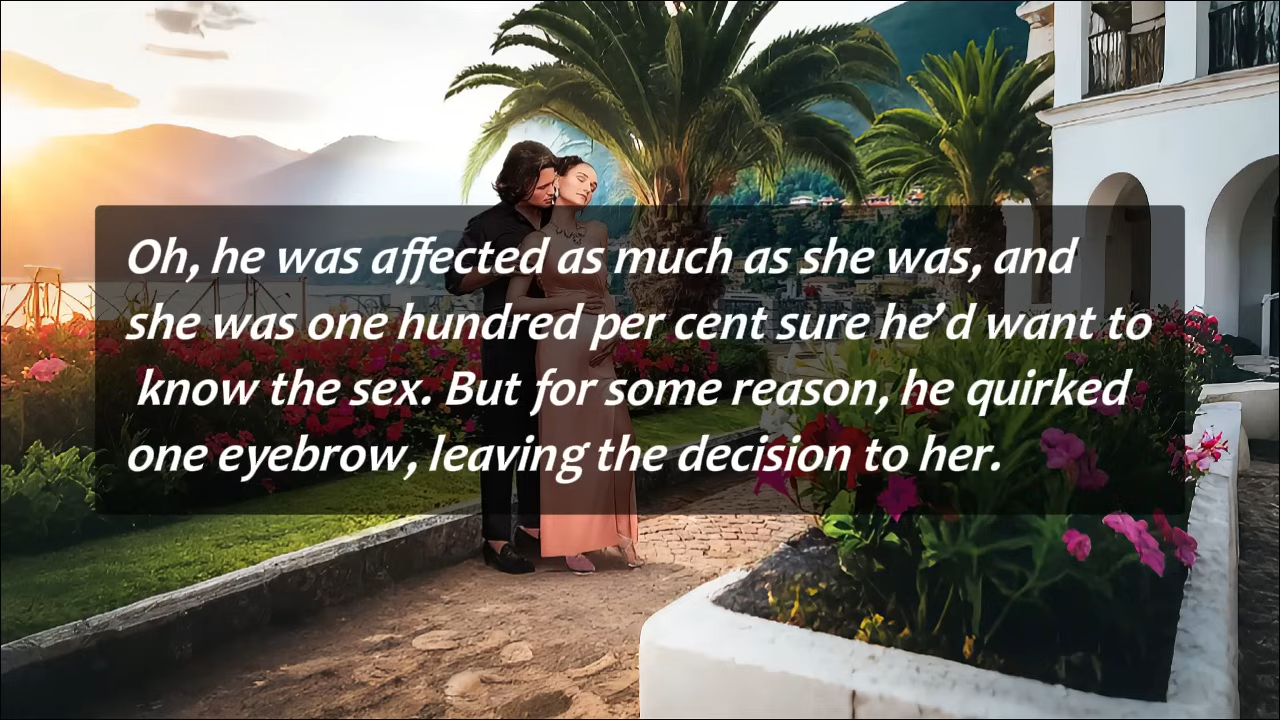 Oh, he was affected as much as she was, and
she was one hundred per cent sure he’d want to
know the sex. But for some reason, he quirked
one eyebrow, leaving the decision to her.